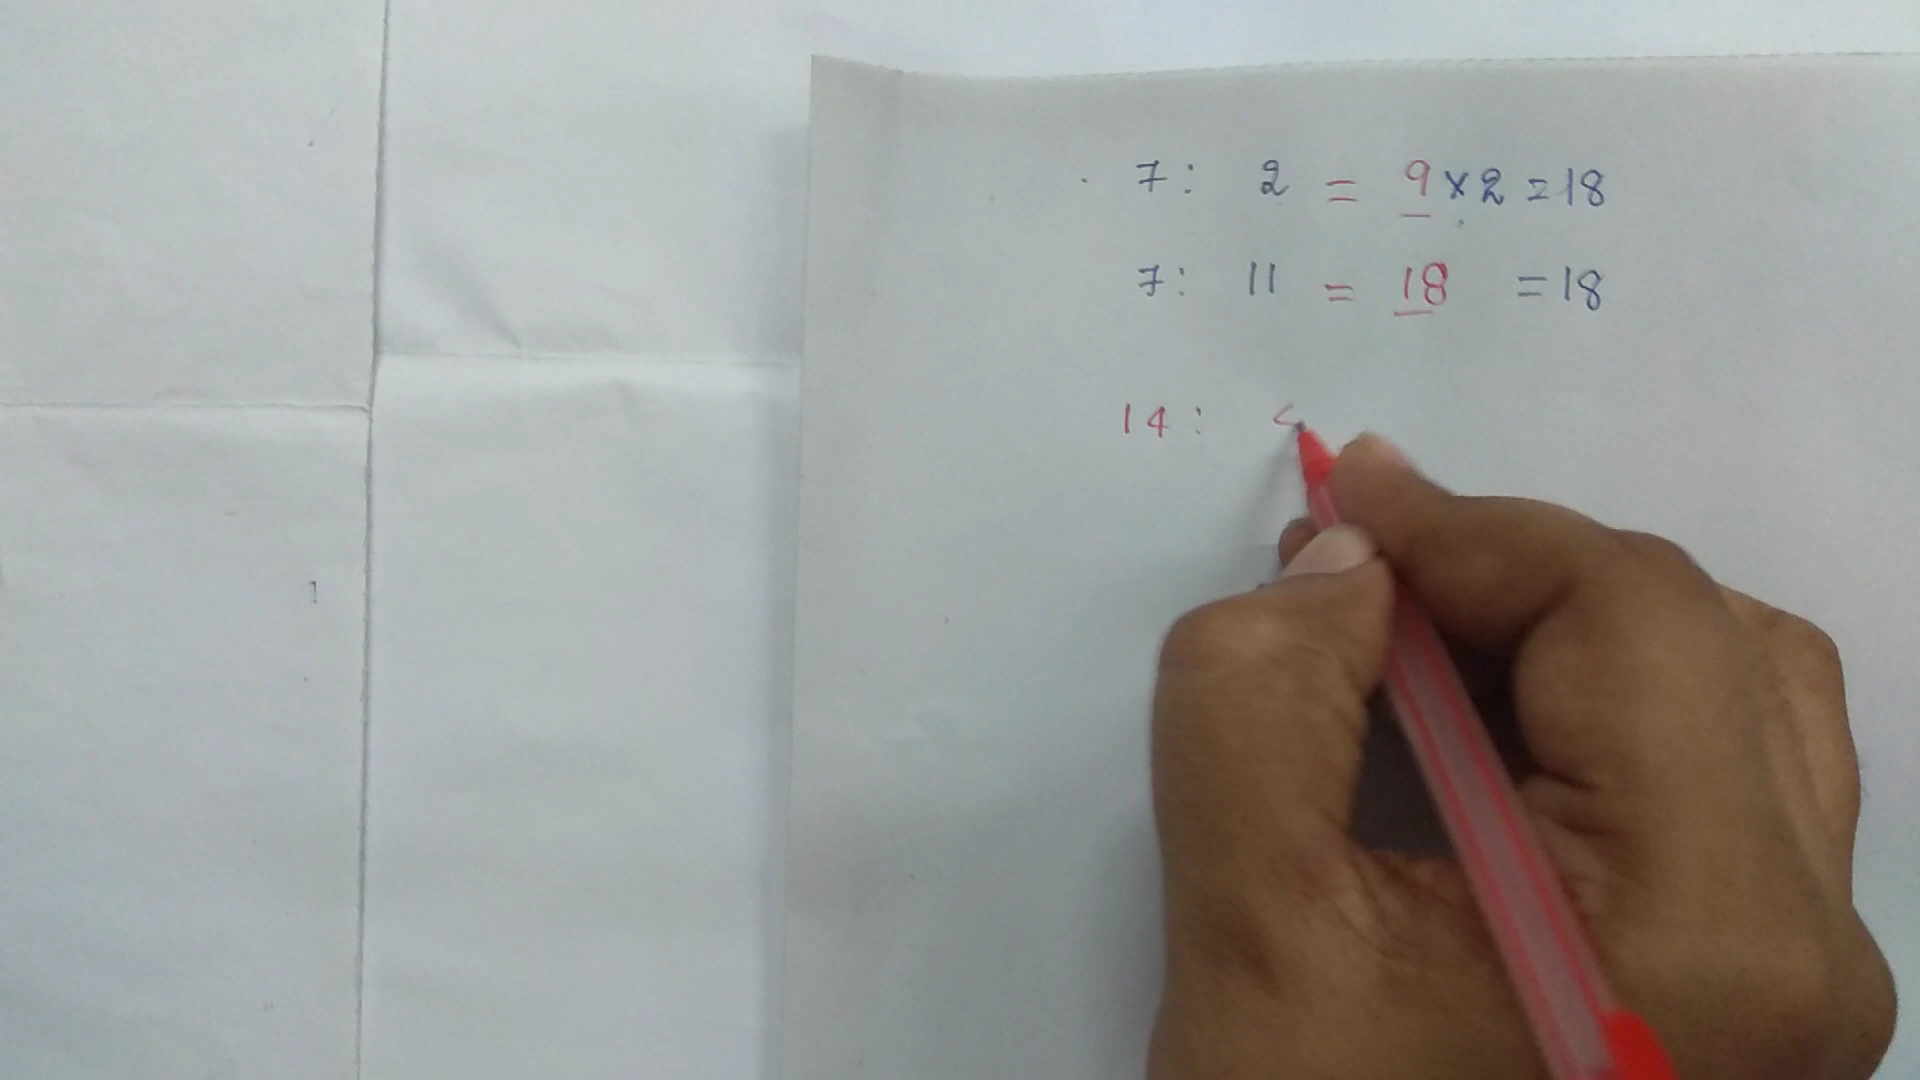 7: 2 = 9 x 2 = 18
7: 11 = 18 = 18
14: